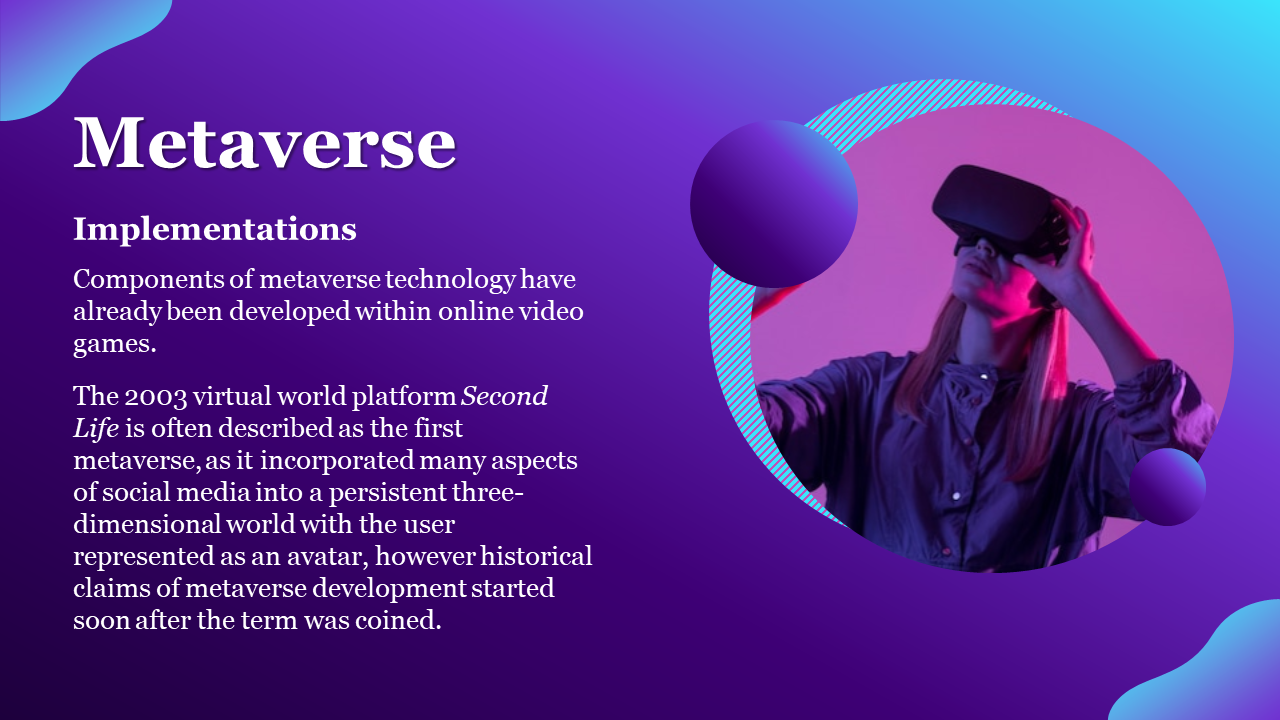 Metaverse
Implementations
Components of metaverse technology have
already been developed within online video
games.
The 2003 virtual world platform Second
Life is often described as the first
metaverse, as it incorporated many aspects
of social media into a persistent three-
dimensional world with the user
represented as an avatar, however historical
claims of metaverse development started
soon after the term was coined.